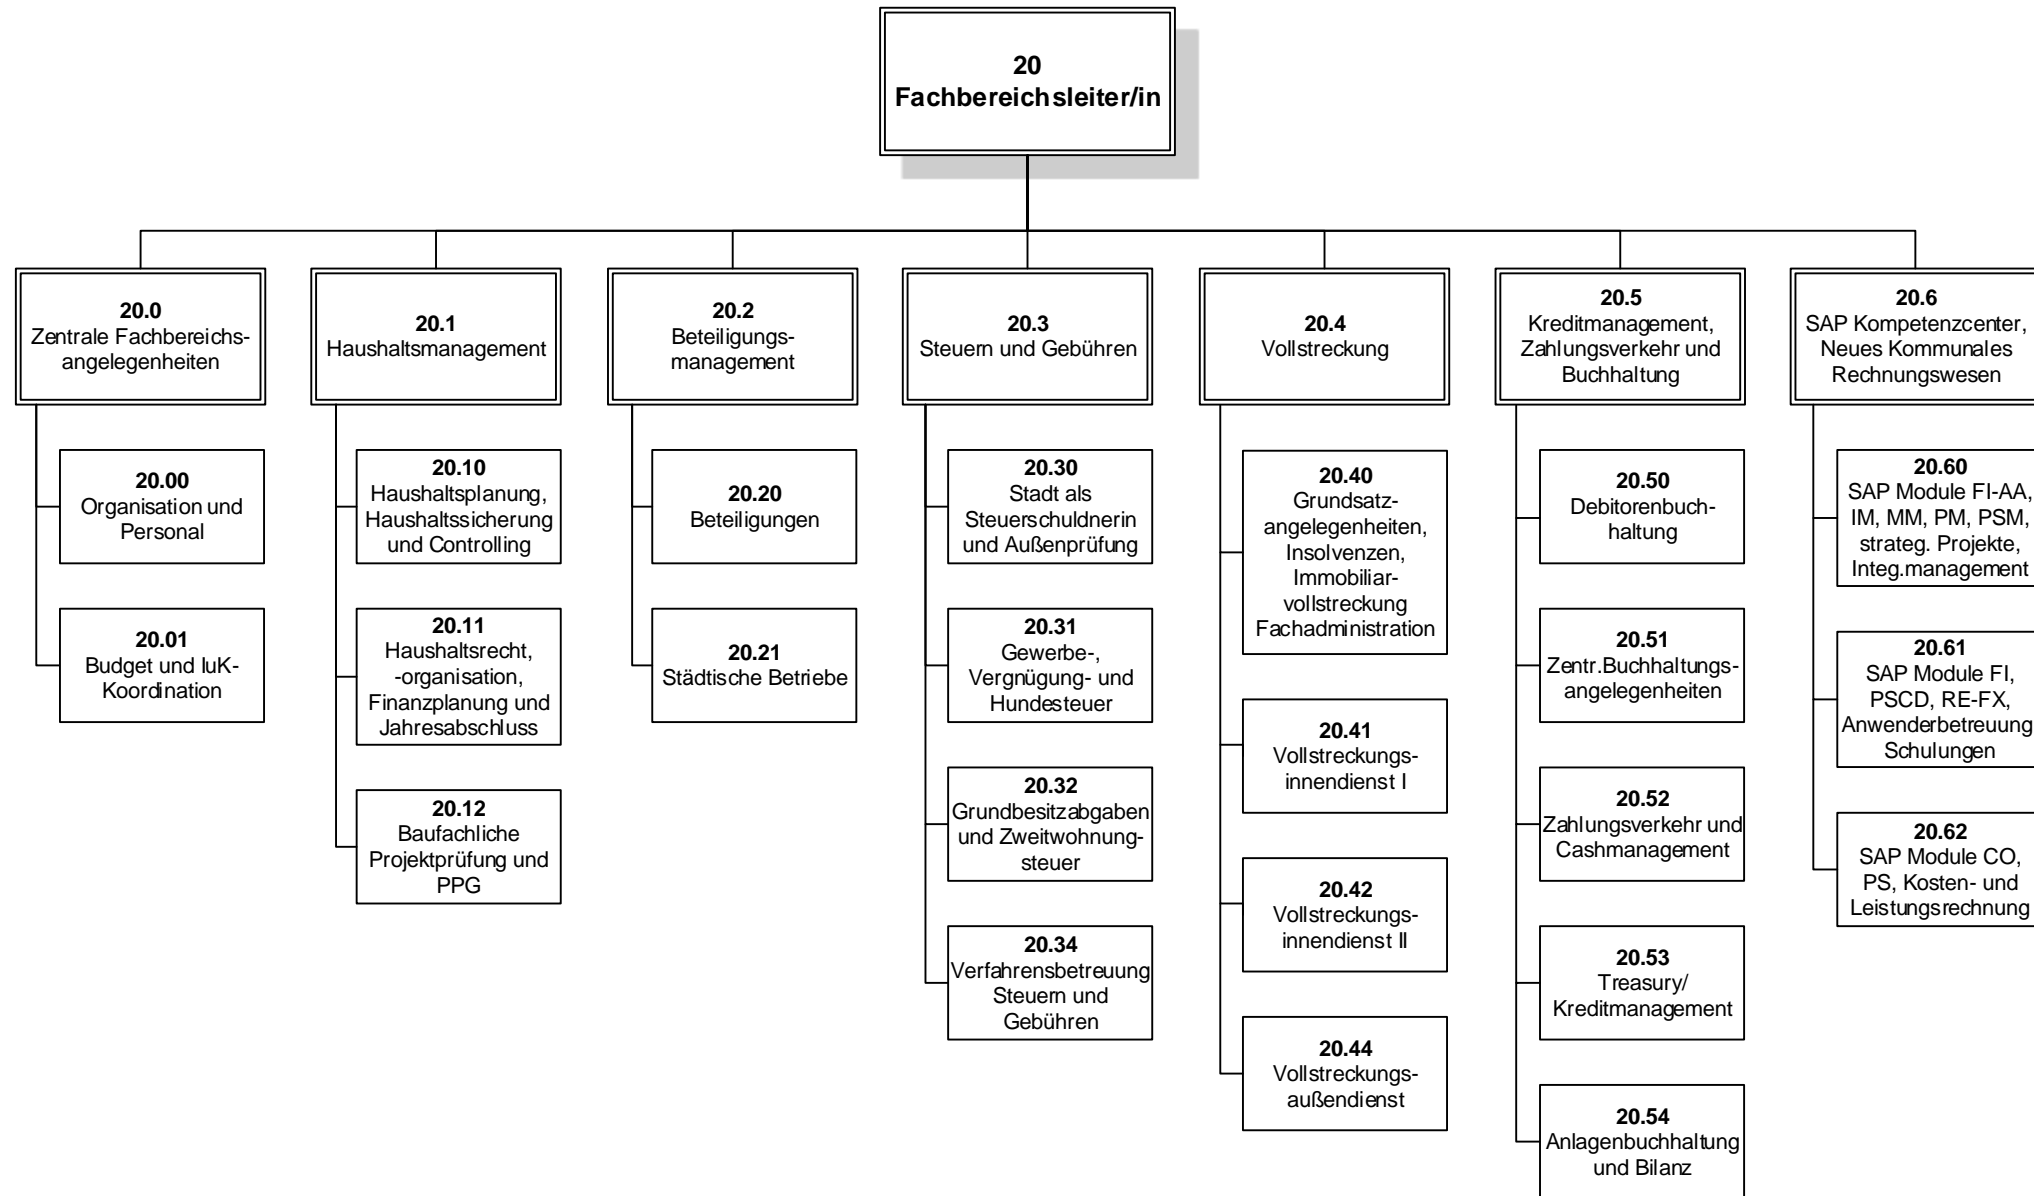 20
Fachbereichsleiter/in
20.0
Zentrale Fachbereichs-
angelegenheiten
20.00
Organisation und
Personal
20.01
Budget und IuK-
Koordination
20.1
Haushaltsmanagement
20.10
Haushaltsplanung,
Haushaltssicherung
und Controlling
20.11
Haushaltsrecht,
-organisation,
Finanzplanung und
Jahresabschluss
20.12
Baufachliche
Projektprüfung und
PPG
20.2
Beteiligungs-
management
20.20
Beteiligungen
20.21
Städtische Betriebe
20.3
Steuern und Gebühren
20.30
Stadt als
Steuerschuldnerin
und Außenprüfung
20.31
Gewerbe-,
Vergnügung- und
Hundesteuer
20.32
Grundbesitzabgaben
und Zweitwohnung-
steuer
20.34
Verfahrensbetreuung
Steuern und
Gebühren
20.4
Vollstreckung
20.40
Grundsatz-
angelegenheiten,
Insolvenzen,
Immobiliar-
vollstreckung
Fachadministration
20.41
Vollstreckungs-
innendienst I
20.42
Vollstreckungs-
innendienst II
20.44
Vollstreckungs-
außendienst
20.5
Kreditmanagement,
Zahlungsverkehr und
Buchhaltung
20.50
Debitorenbuch-
haltung
20.51
Zentr.Buchhaltungs-
angelegenheiten
20.52
Zahlungsverkehr und
Cashmanagement
20.53
Treasury/
Kreditmanagement
20.54
Anlagenbuchhaltung
und Bilanz
20.6
SAP Kompetenzcenter,
Neues Kommunales
Rechnungswesen
20.60
SAP Module FI-AA,
IM, MM, PM, PSM,
strateg. Projekte,
Integ.management
20.61
SAP Module FI,
PSCD, RE-FX,
Anwenderbetreuung
Schulungen
20.62
SAP Module CO,
PS, Kosten- und
Leistungsrechnung